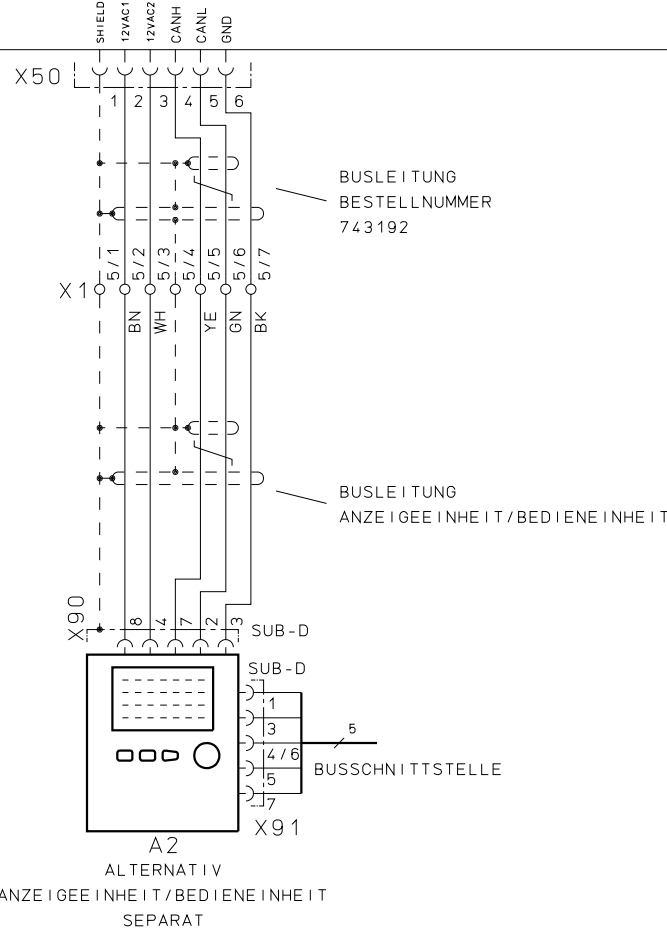 SHIELD
12VAC1
12VAC2
CANH
CANL
GND
X50
1 2 3 4 5 6
BUSLEITUNG
BESTELLNUMMER
743192
5/1 5/2 5/3 5/4 5/5 5/6 5/7
X1
BN WH YE GN BK
BUSLEITUNG
ANZEIGEEINHEIT/BEDIENEINHEIT
X90
8 4 7 2 3
SUB-D
SUB-D
1
3
4/6
5
7
5
BUSSCHNITTSTELLE
X91
A2
ALTERNATIV
ANZEIGEEINHEIT/BEDIENEINHEIT
SEPARAT